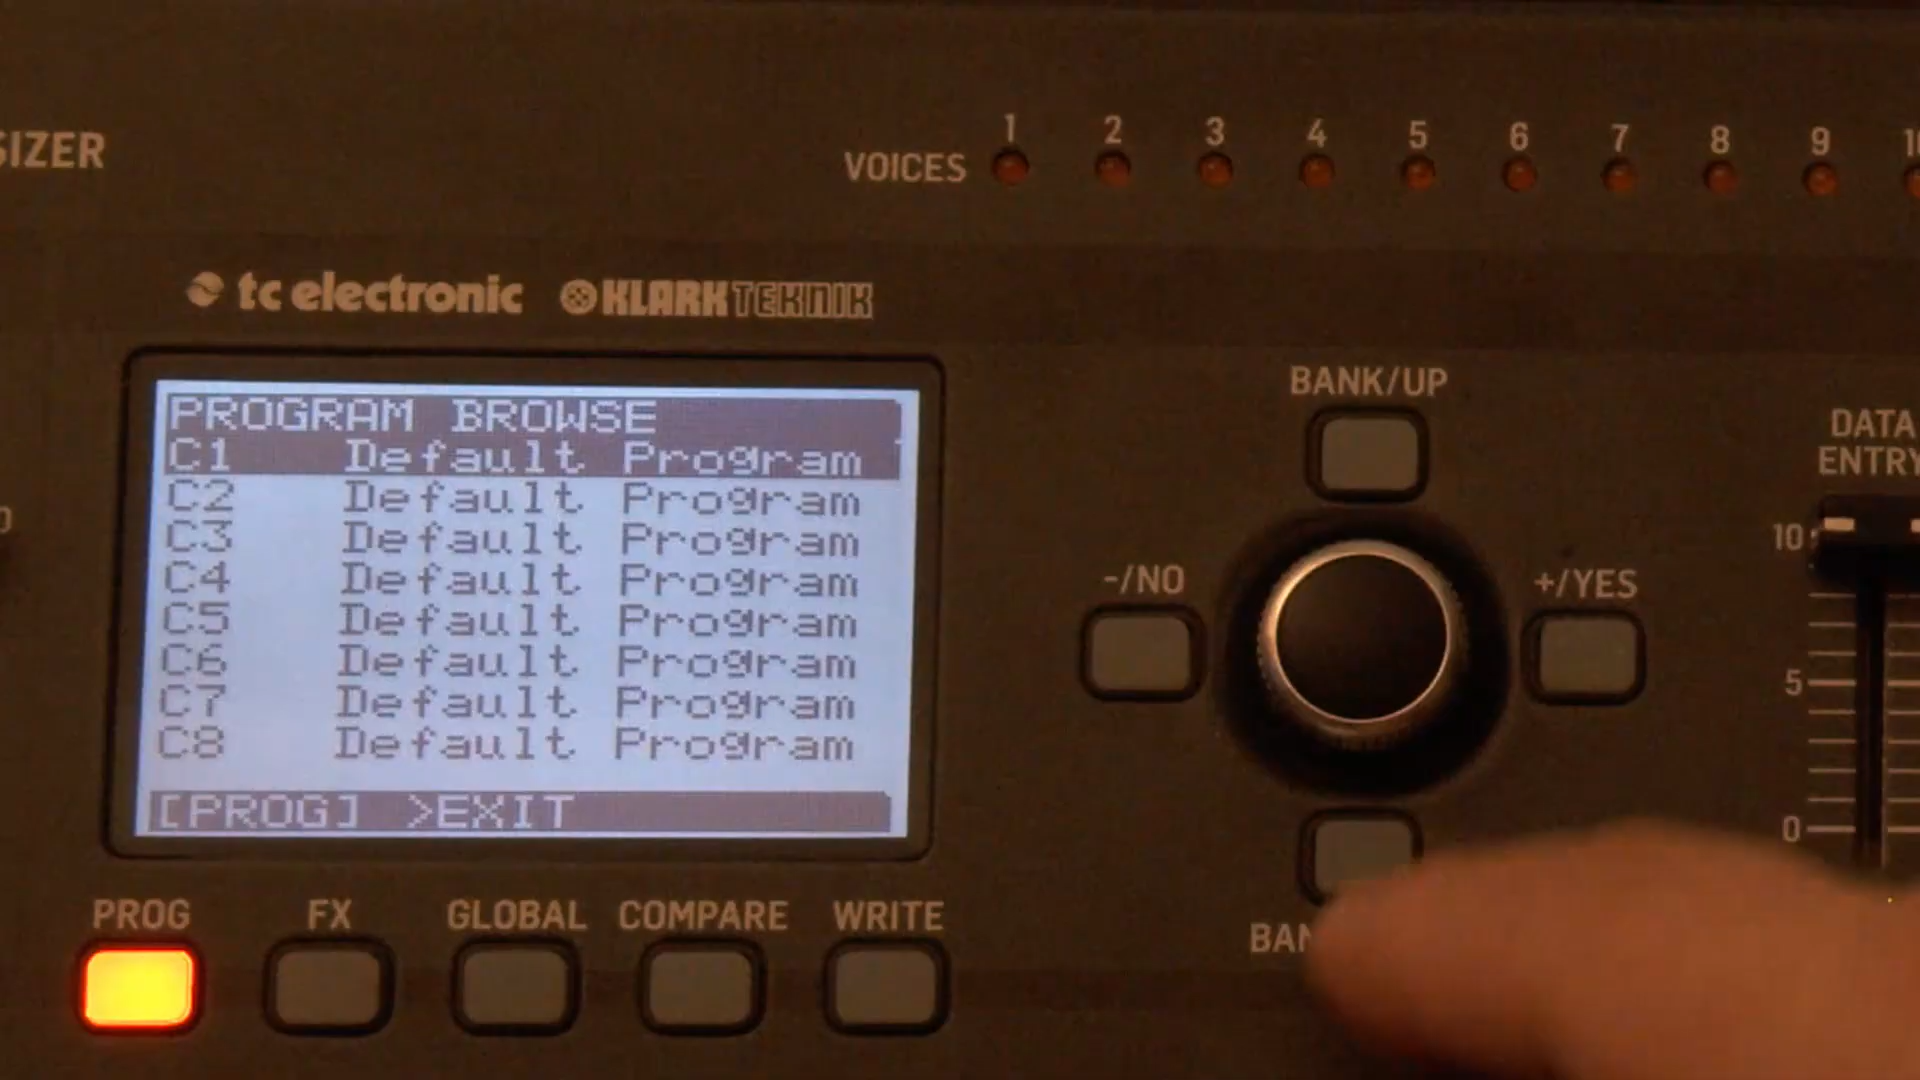 SIZER
VOICES 1 2 3 4 5 6 7 8 9
tc electronic KLARK TEKNIK
PROGRAM BROWSE
C1 Default Program
C2 Default Program
C3 Default Program
C4 Default Program
C5 Default Program
C6 Default Program
C7 Default Program
C8 Default Program
[PROG] >EXIT
PROG FX GLOBAL COMPARE WRITE
BANK/UP
-/NO
+/YES
BAN
DATA
ENTRY
10
5
0